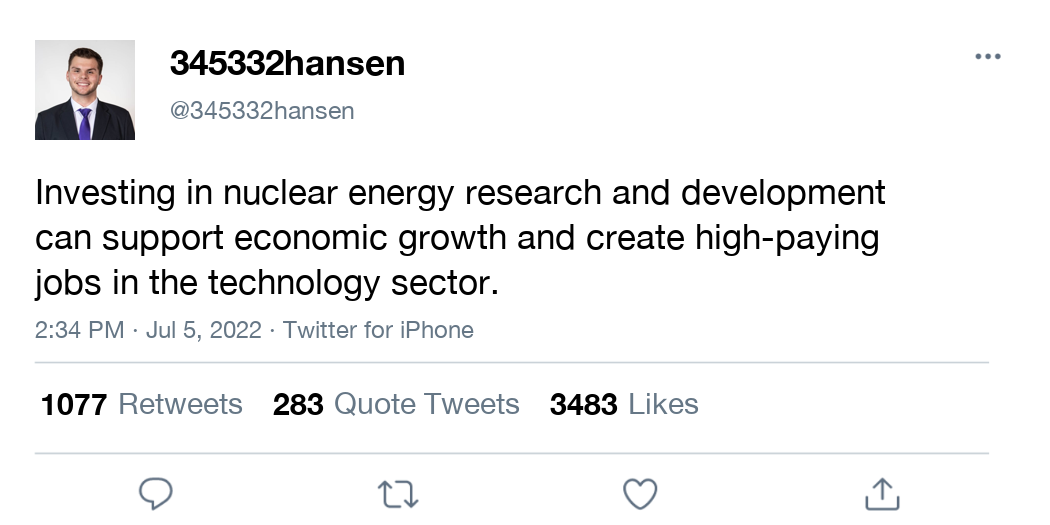 345332hansen
@345332hansen
Investing in nuclear energy research and development
can support economic growth and create high-paying
jobs in the technology sector.
2:34 PM · Jul 5, 2022 · Twitter for iPhone
1077 Retweets 283 Quote Tweets 3483 Likes